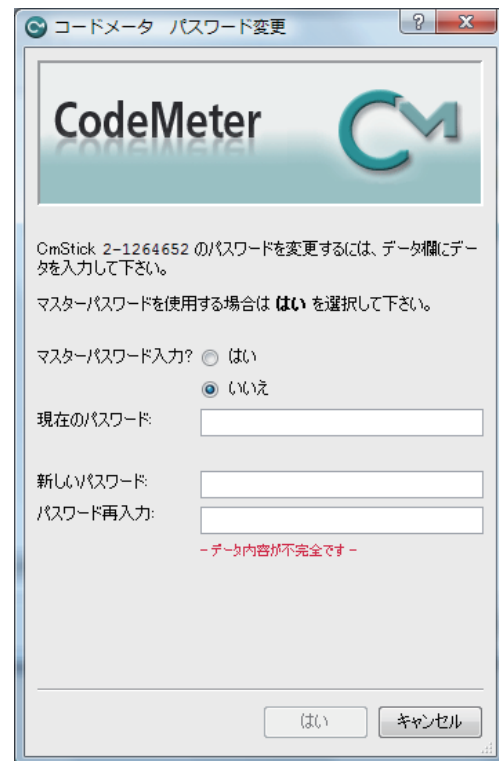 コードメータ パスワード変更
CodeMeter
CM
CmStick 2-1264652 のパスワードを変更するには、データ欄にデー
タを入力して下さい。
マスターパスワードを使用する場合は はい を選択して下さい。
マスターパスワード入力? はい
いいえ
現在のパスワード:
新しいパスワード:
パスワード再入力:
- データ内容が不完全です -
はい キャンセル